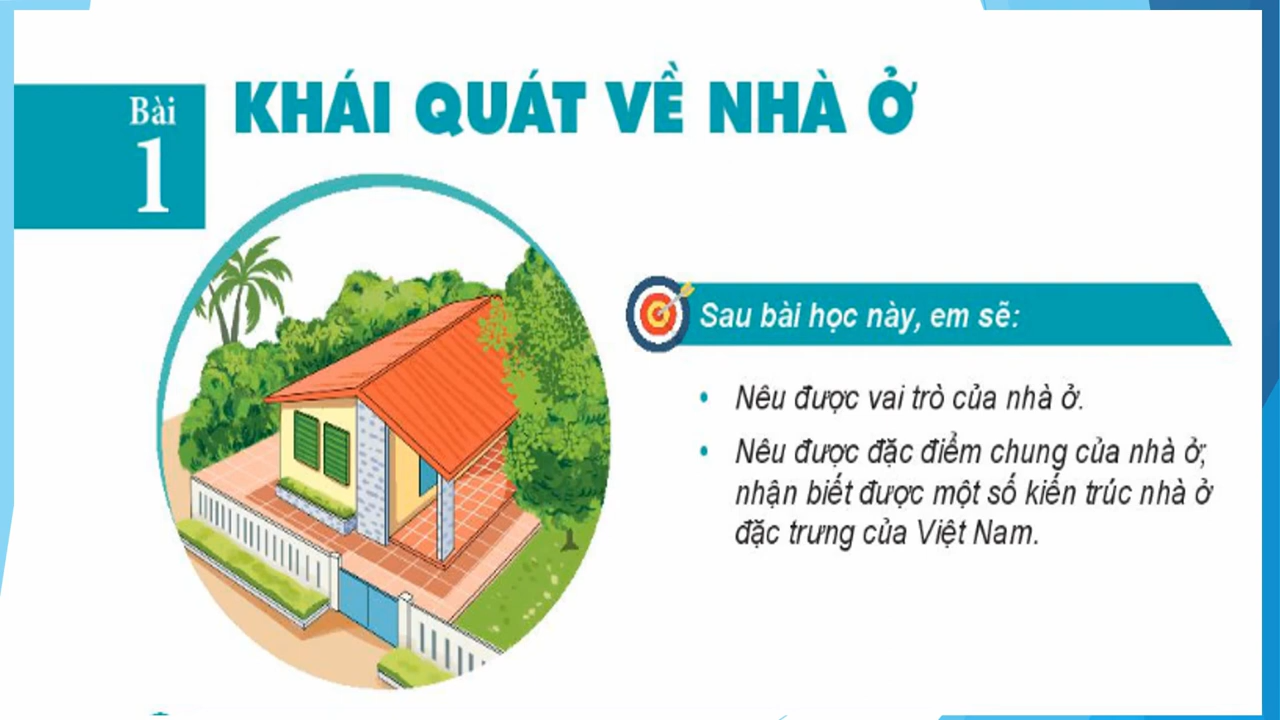 Bài
1
KHÁI QUÁT VỀ NHÀ Ở
Sau bài học này, em sẽ:
• Nêu được vai trò của nhà ở.
• Nêu được đặc điểm chung của nhà ở;
nhận biết được một số kiến trúc nhà ở
đặc trưng của Việt Nam.